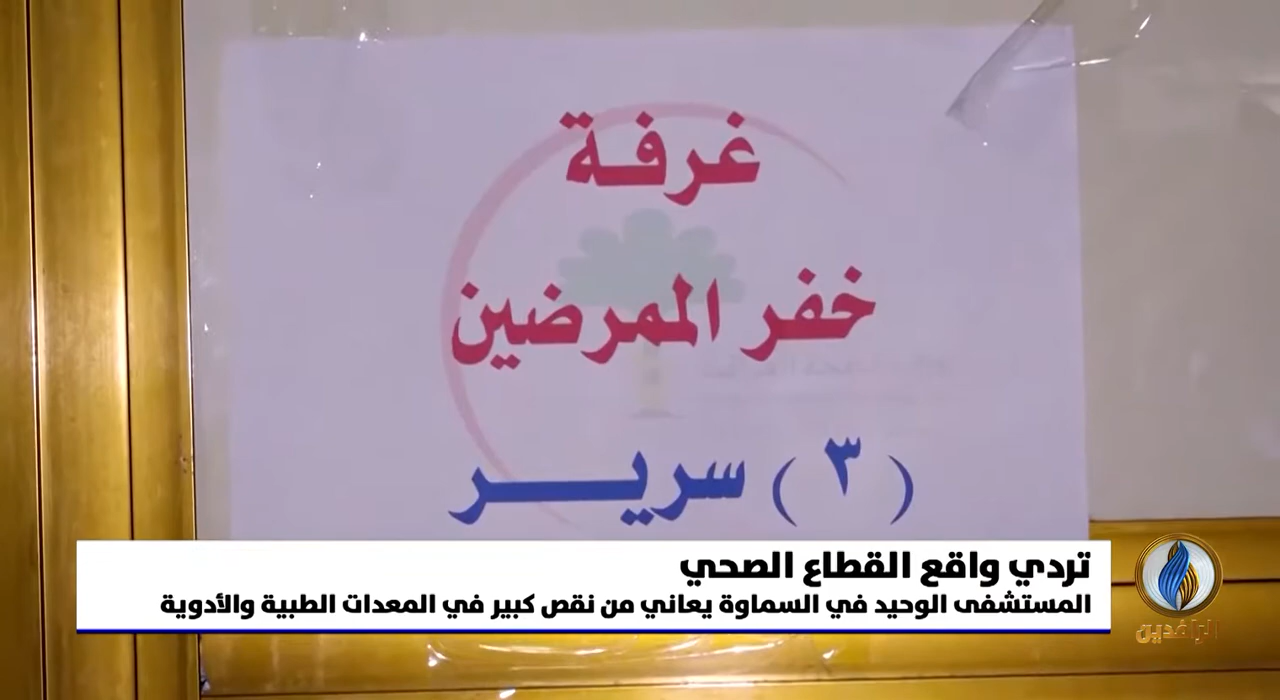 غرفة
خفر الممرضين
( ٣ ) سرير
تردي واقع القطاع الصحي
المستشفى الوحيد في السماوة يعاني من نقص كبير في المعدات الطبية والأدوية
الرافدين